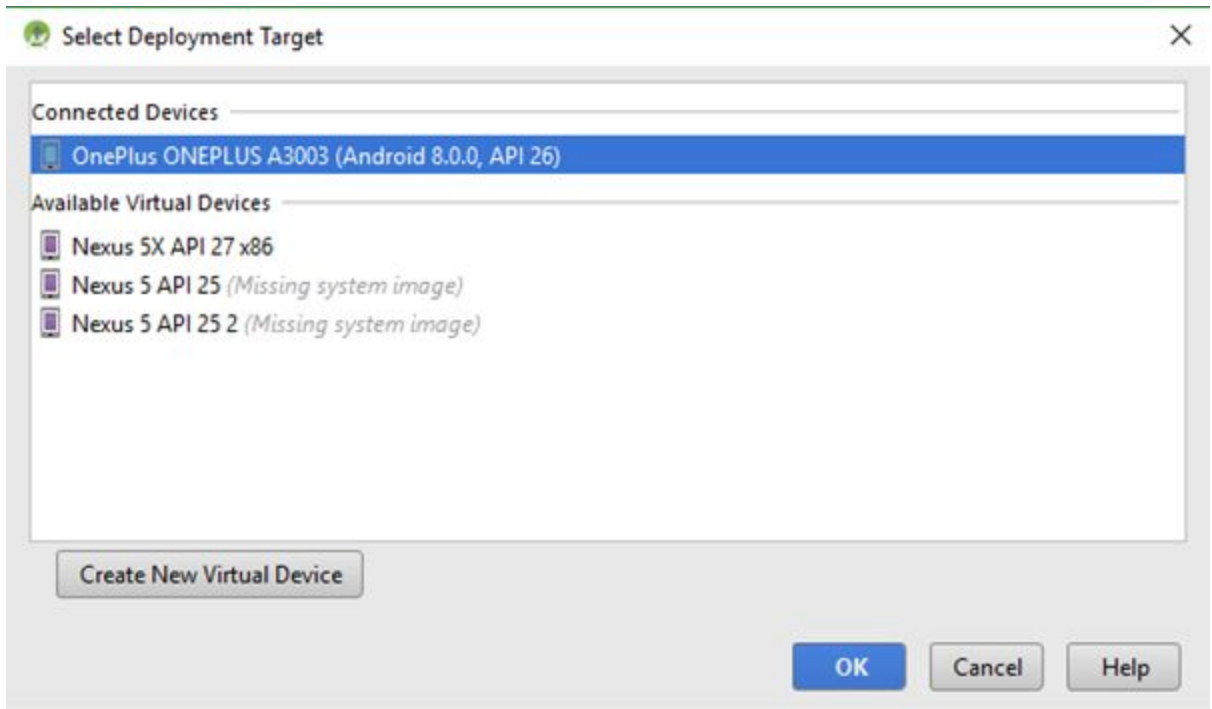 Select Deployment Target
Connected Devices
OnePlus ONEPLUS A3003 (Android 8.0.0, API 26)
Available Virtual Devices
Nexus 5X API 27 x86
Nexus 5 API 25 (Missing system image)
Nexus 5 API 25 2 (Missing system image)
Create New Virtual Device
OK Cancel Help